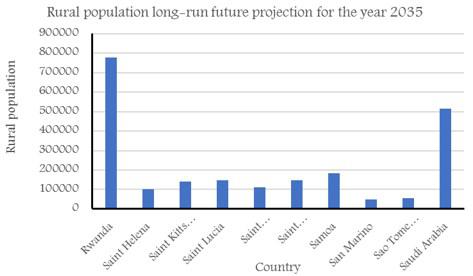 Rural population long-run future projection for the year 2035
Rural population
900000
800000
700000
600000
500000
400000
300000
200000
100000
0
Rwanda
Saint Helena
Saint Kitts...
Saint Lucia
Saint...
Saint...
Samoa
San Marino
Sao Tome...
Saudi Arabia
Country